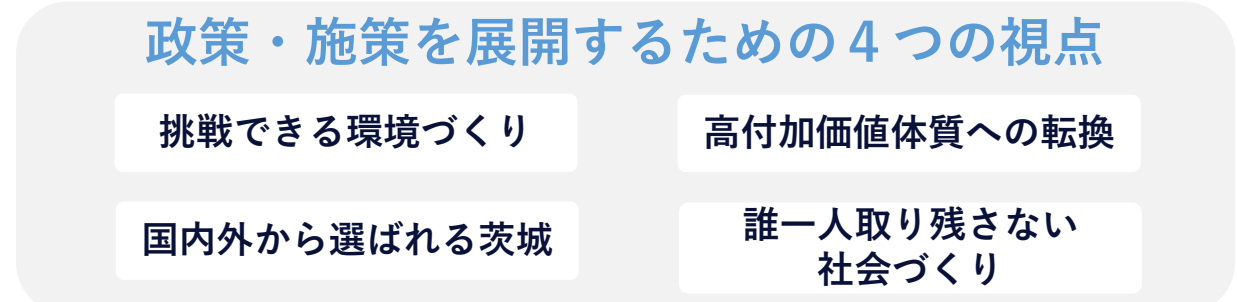 政策・施策を展開するための４つの視点
挑戦できる環境づくり
高付加価値体質への転換
国内外から選ばれる茨城
誰一人取り残さない
社会づくり